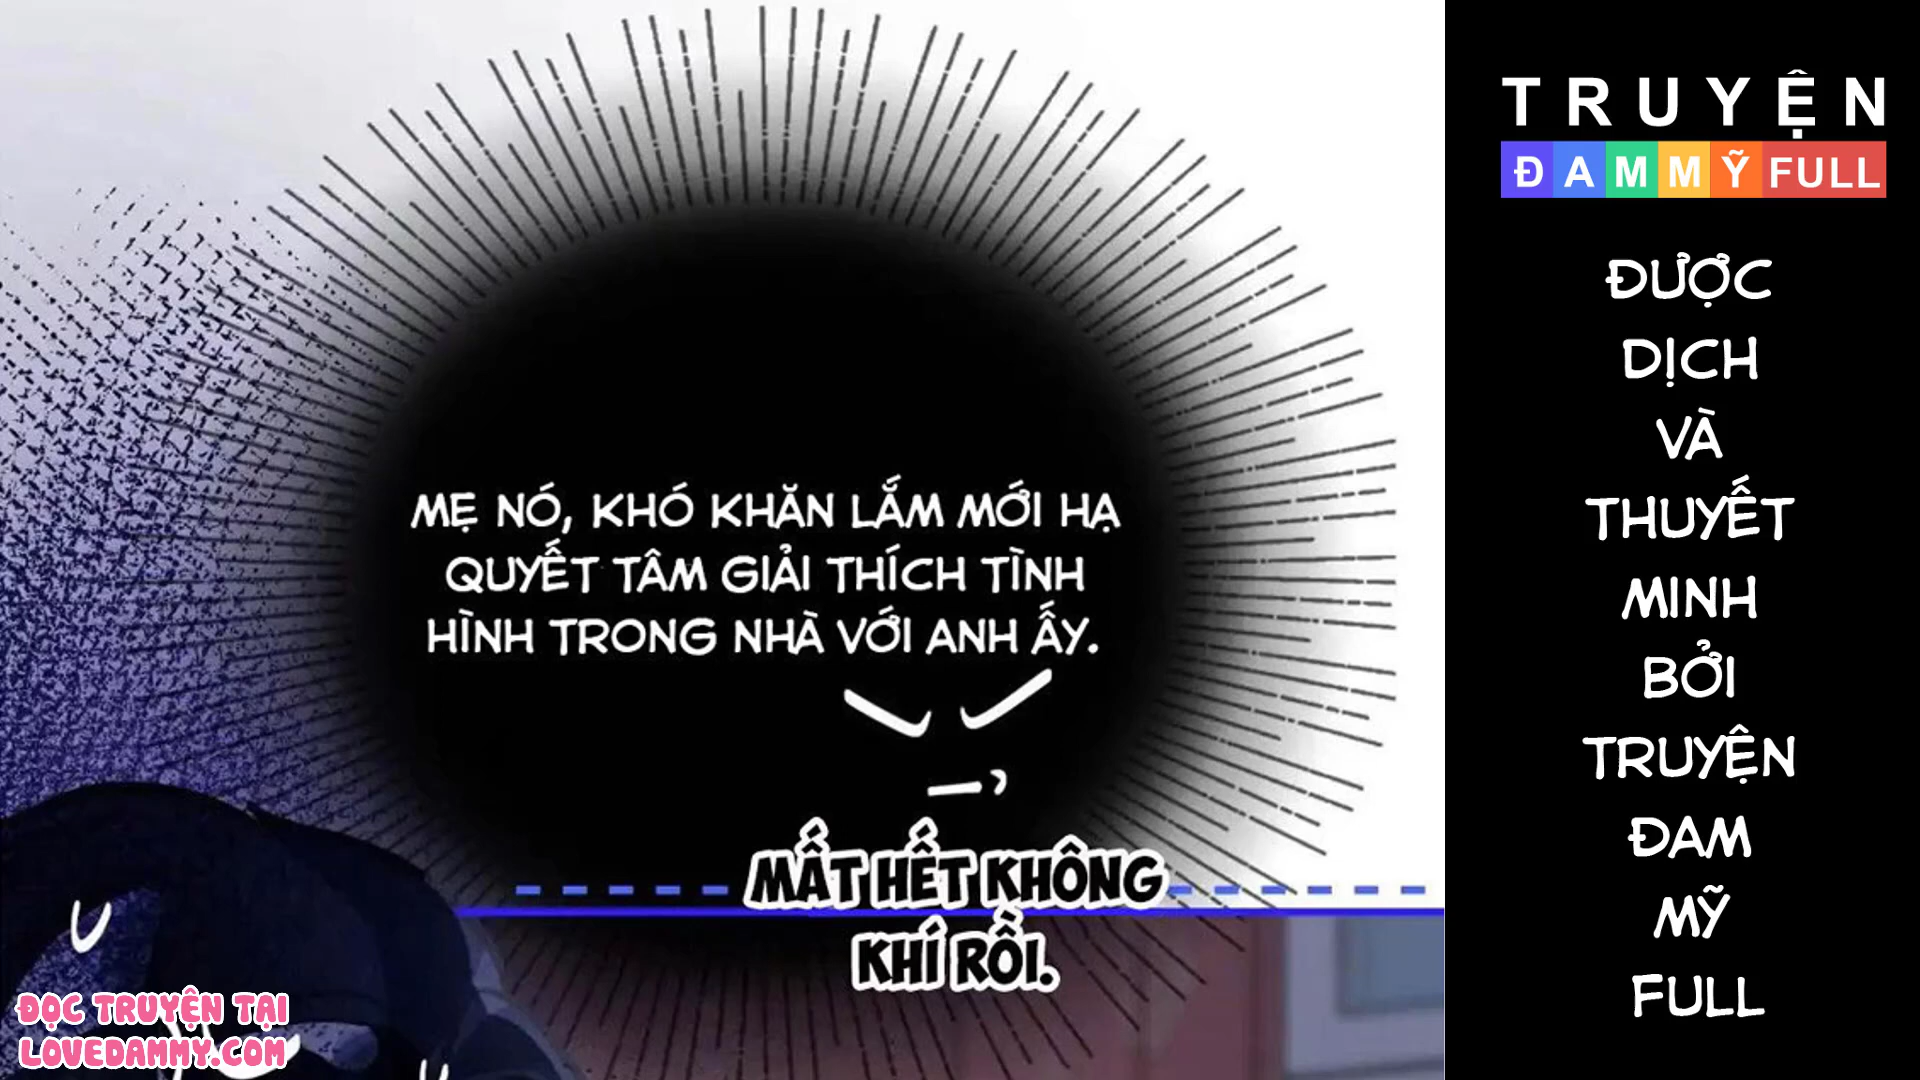 MẸ NÓ, KHÓ KHĂN LẮM MỚI HẠ
QUYẾT TÂM GIẢI THÍCH TÌNH
HÌNH TRONG NHÀ VỚI ANH ẤY.
MẤT HẾT KHÔNG
KHÍ RỒI.
ĐỌC TRUYỆN TẠI
LOVEDAMMY.COM
TRUYỆN
ĐAMMỸFULL
ĐƯỢC
DỊCH
VÀ
THUYẾT
MINH
BỞI
TRUYỆN
ĐAM
MỸ
FULL